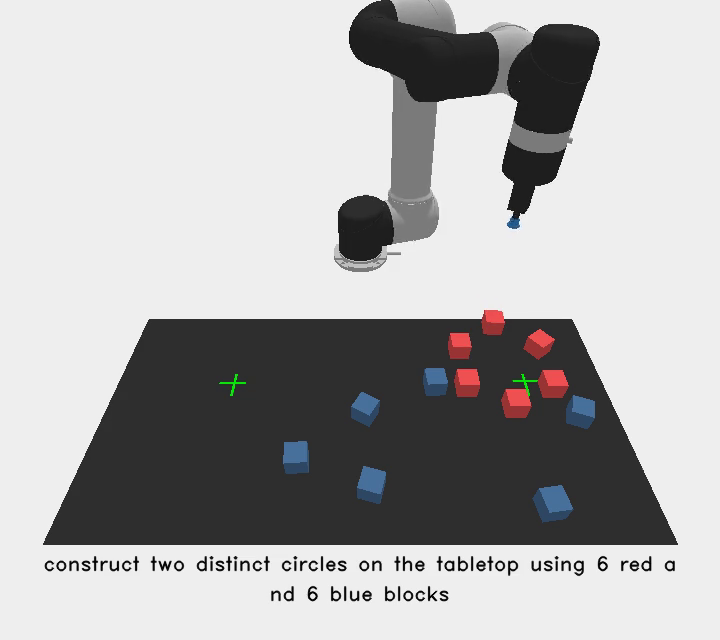 construct two distinct circles on the tabletop using 6 red a
nd 6 blue blocks